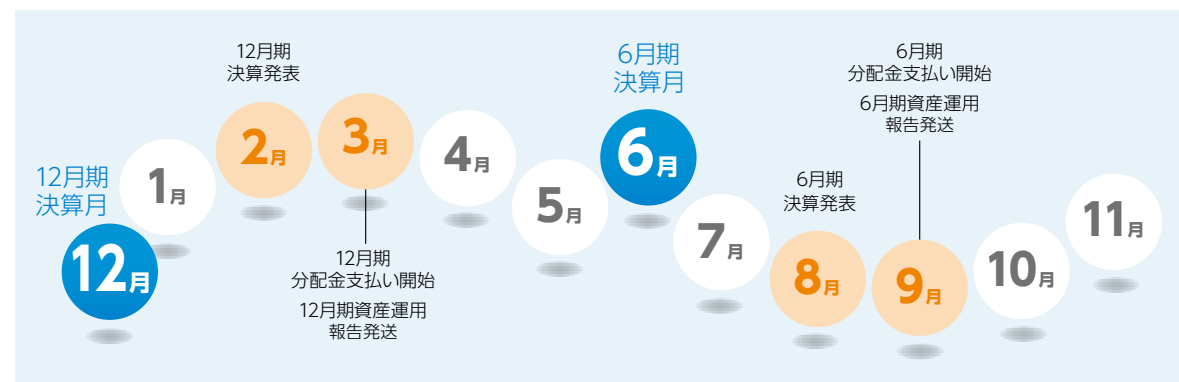 12月期
決算月
12月
1月
12月期
決算発表
2月
3月
12月期
分配金支払い開始
12月期資産運用
報告発送
4月
5月
6月期
決算月
6月
7月
6月期
決算発表
8月
6月期
分配金支払い開始
6月期資産運用
報告発送
9月
10月
11月